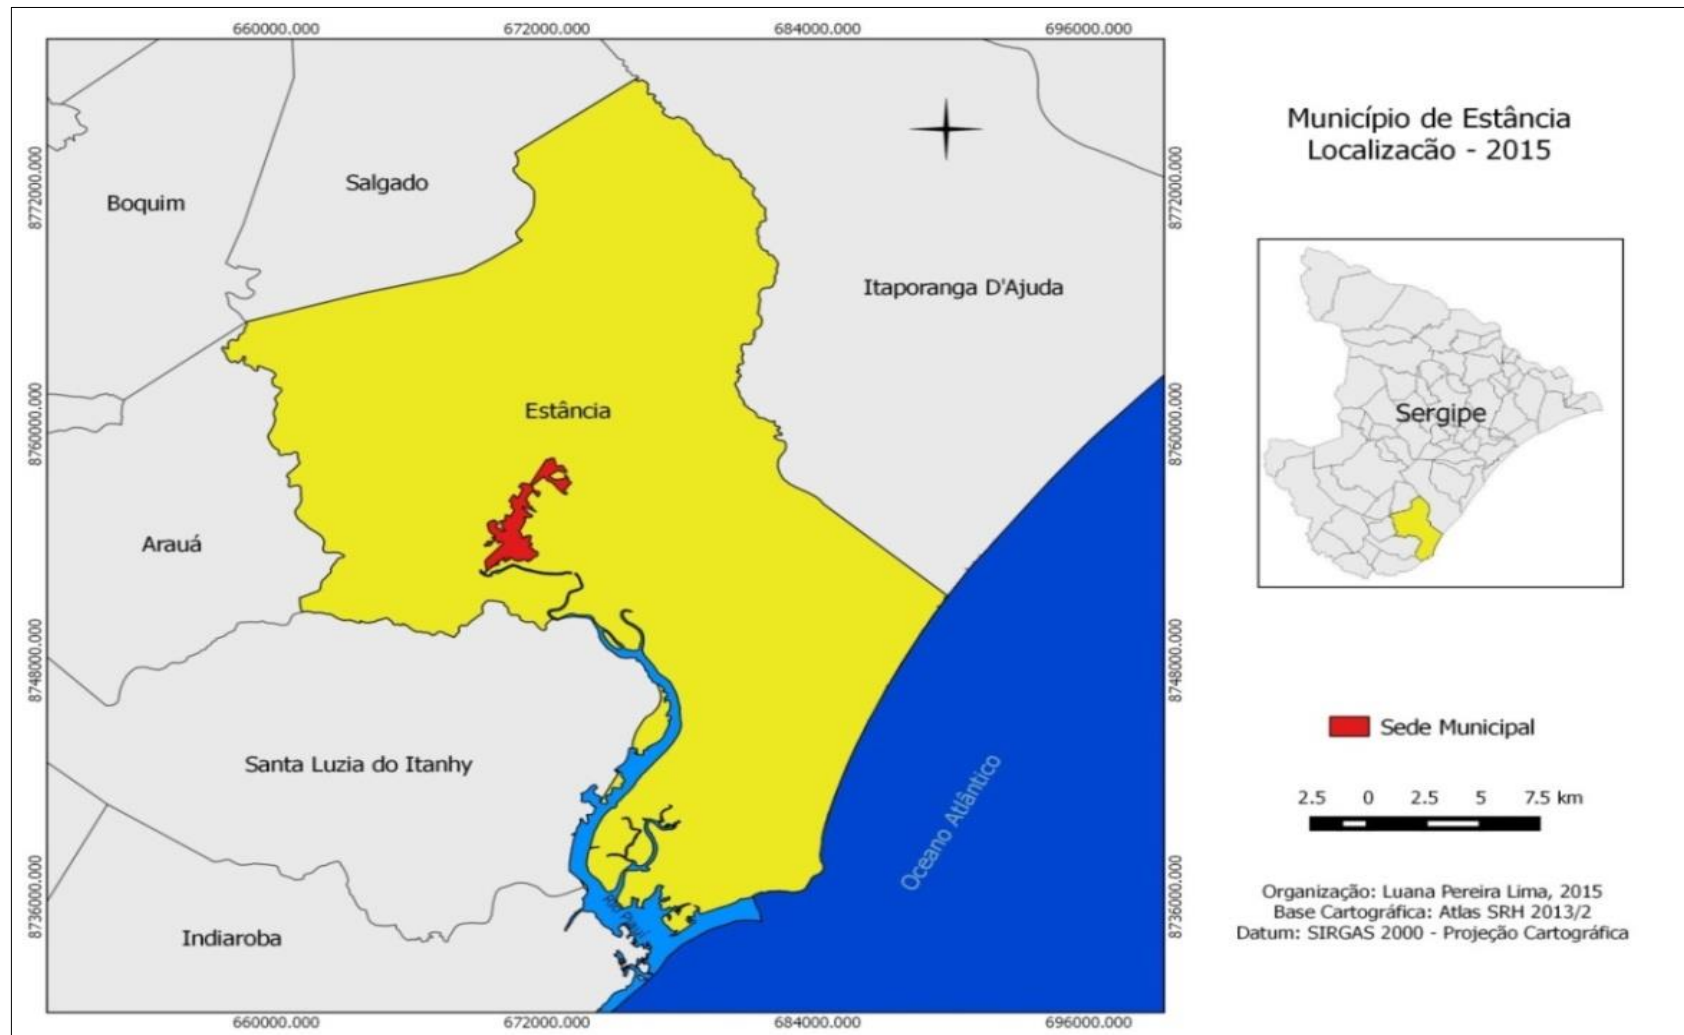 660000.000 672000.000 684000.000 696000.000
8772000.000
8760000.000
8748000.000
8736000.000
Boquim
Salgado
Itaporanga D'Ajuda
Estância
Arauá
Santa Luzia do Itanhy
Indiaroba
Rio Piauí
Oceano Atlântico
8772000.000
8760000.000
8748000.000
8736000.000
660000.000 672000.000 684000.000 696000.000
Município de Estância
Localizacão - 2015
Sergipe
Sede Municipal
2.5 0 2.5 5 7.5 km
Organização: Luana Pereira Lima, 2015
Base Cartográfica: Atlas SRH 2013/2
Datum: SIRGAS 2000 - Projeção Cartográfica